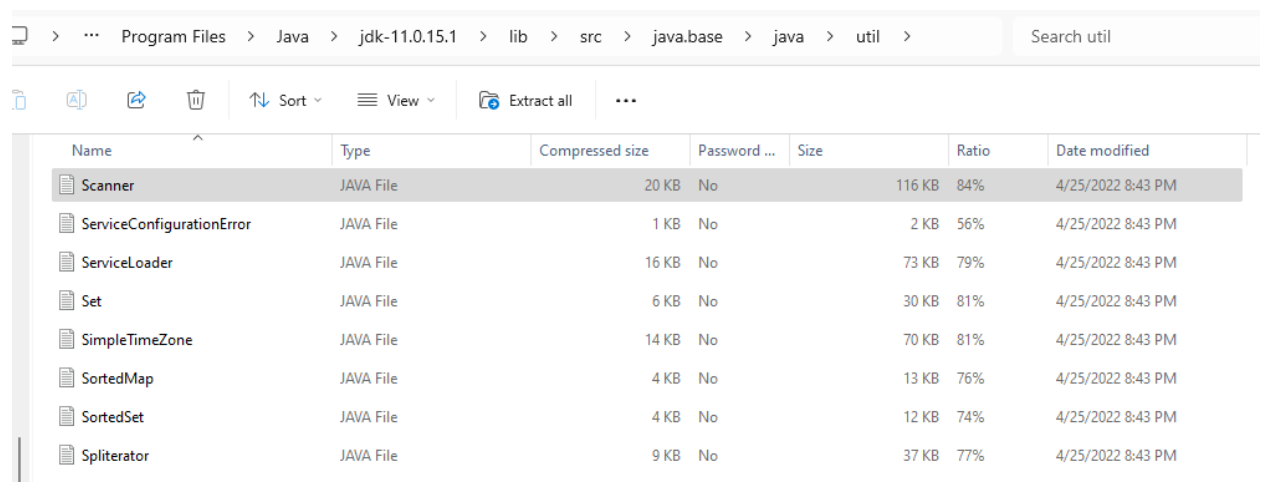 > ··· Program Files > Java > jdk-11.0.15.1 > lib > src > java.base > java > util > Search util
A Sort View Extract all ···
Name Type Compressed size Password ... Size Ratio Date modified
Scanner JAVA File 20 KB No 116 KB 84% 4/25/2022 8:43 PM
ServiceConfigurationError JAVA File 1 KB No 2 KB 56% 4/25/2022 8:43 PM
ServiceLoader JAVA File 16 KB No 73 KB 79% 4/25/2022 8:43 PM
Set JAVA File 6 KB No 30 KB 81% 4/25/2022 8:43 PM
SimpleTimeZone JAVA File 14 KB No 70 KB 81% 4/25/2022 8:43 PM
SortedMap JAVA File 4 KB No 13 KB 76% 4/25/2022 8:43 PM
SortedSet JAVA File 4 KB No 12 KB 74% 4/25/2022 8:43 PM
Spliterator JAVA File 9 KB No 37 KB 77% 4/25/2022 8:43 PM